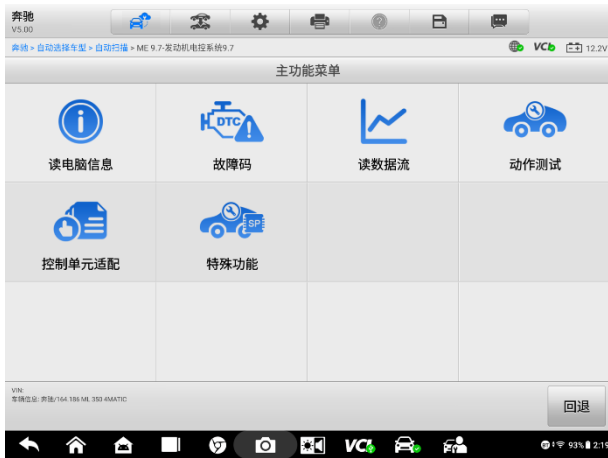 奔驰
V5.00
奔驰 > 自动选择车型 > 自动扫描 > ME 9.7-发动机电控系统9.7
VCI 12.2V
主功能菜单
DTC
读电脑信息 故障码 读数据流 动作测试
SP
控制单元适配 特殊功能
VIN:
车辆信息: 奔驰/164.186 ML 350 4MATIC
回退
VCI 93% 2:19